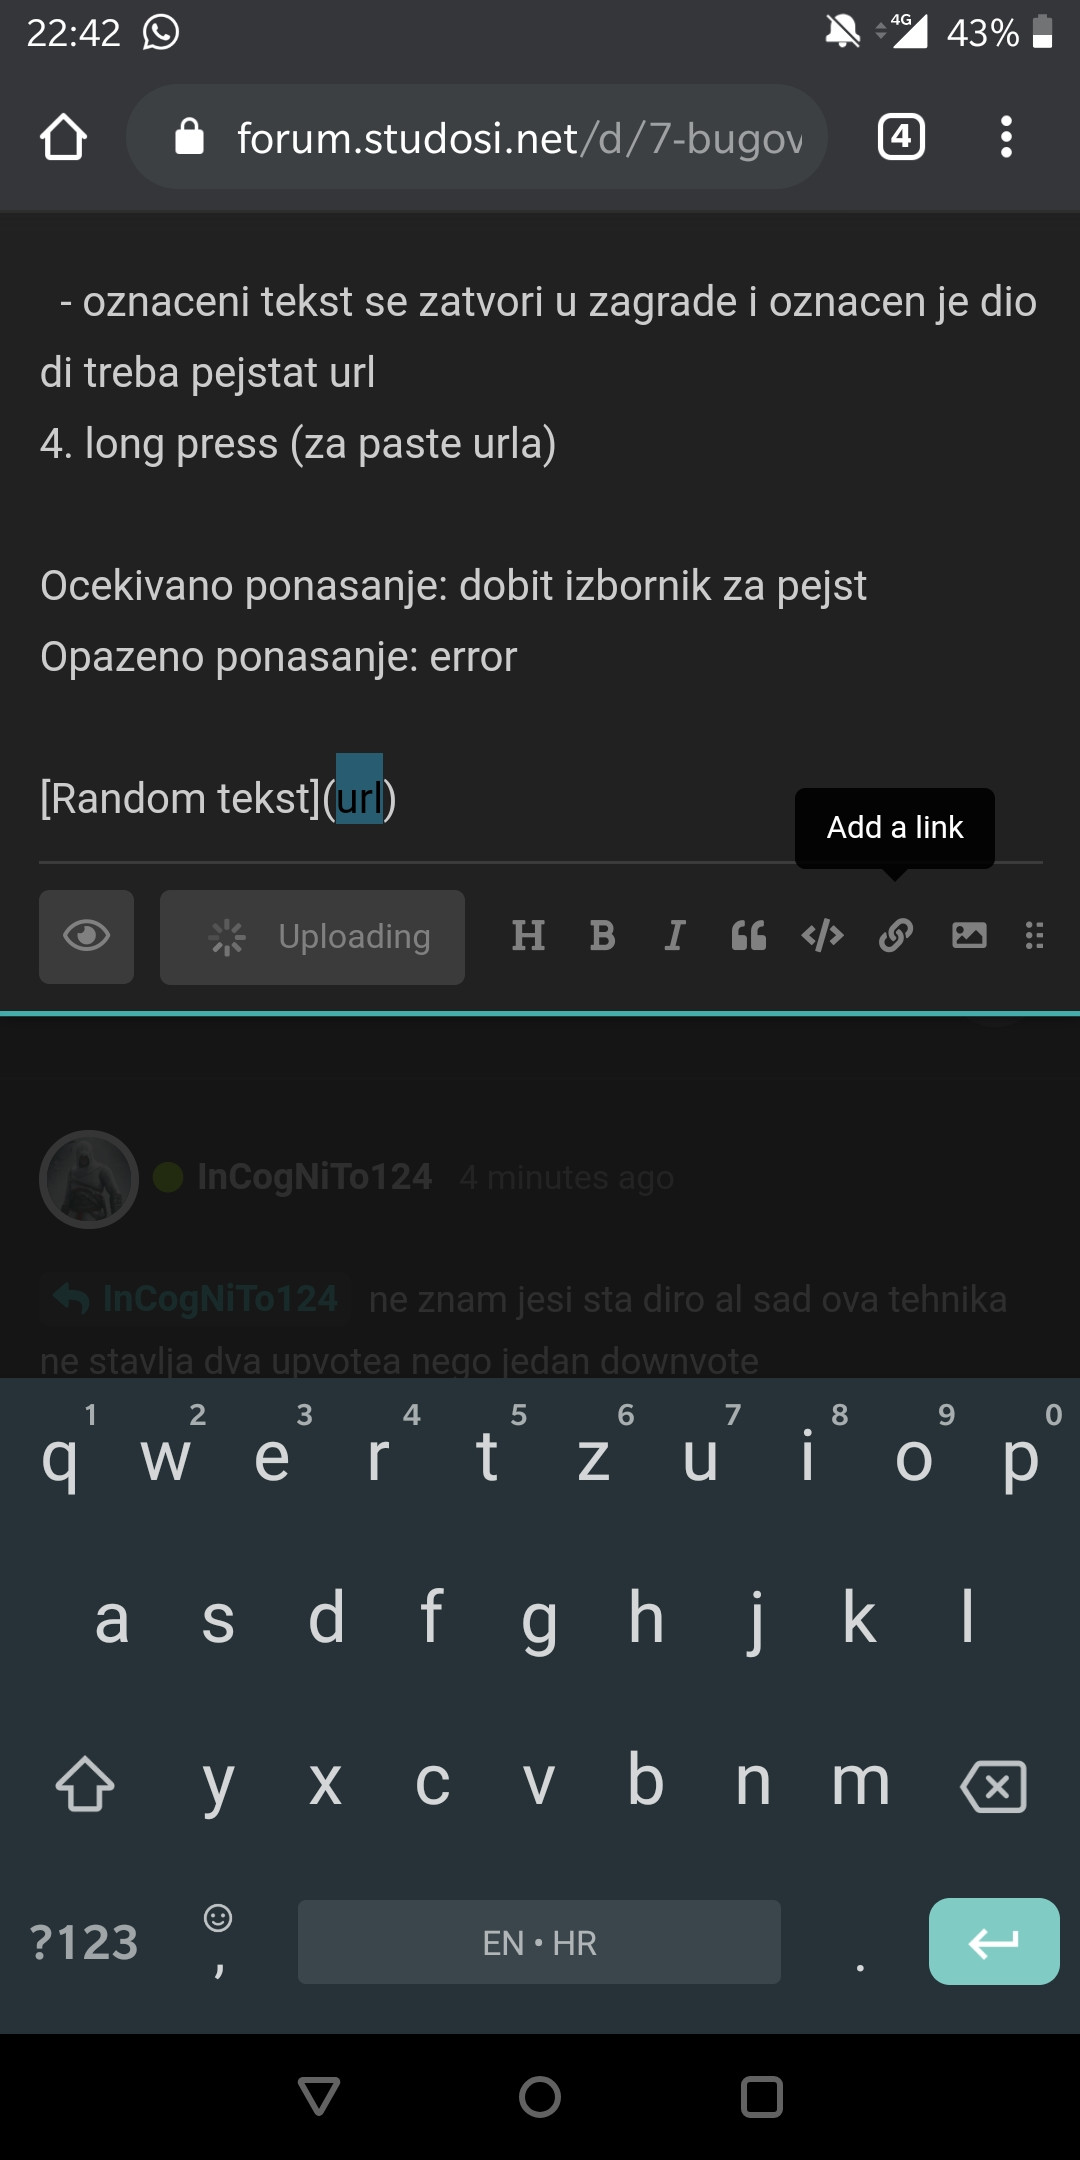 22:42
4G
43%
forum.studosi.net/d/7-bugov
4
- oznaceni tekst se zatvori u zagrade i oznacen je dio
di treba pejstat url
4. long press (za paste urla)
Ocekivano ponasanje: dobit izbornik za pejst
Opazeno ponasanje: error
[Random tekst](url)
Add a link
Uploading
H B I
InCogNiTo124 4 minutes ago
InCogNiTo124 ne znam jesi sta diro al sad ova tehnika
ne stavlja dva upvotea nego jedan downvote
1 2 3 4 5 6 7 8 9 0
q w e r t z u i o p
a s d f g h j k l
y x c v b n m
?123 , EN • HR .